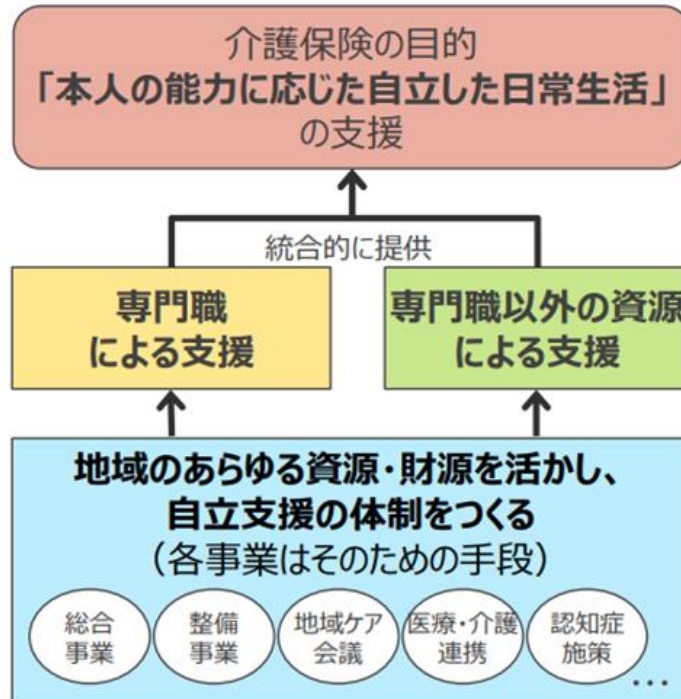 介護保険の目的
「本人の能力に応じた自立した日常生活」
の支援
統合的に提供
専門職
による支援
専門職以外の資源
による支援
地域のあらゆる資源・財源を活かし、
自立支援の体制をつくる
（各事業はそのための手段）
総合
事業
整備
事業
地域ケア
会議
医療・介護
連携
認知症
施策
…